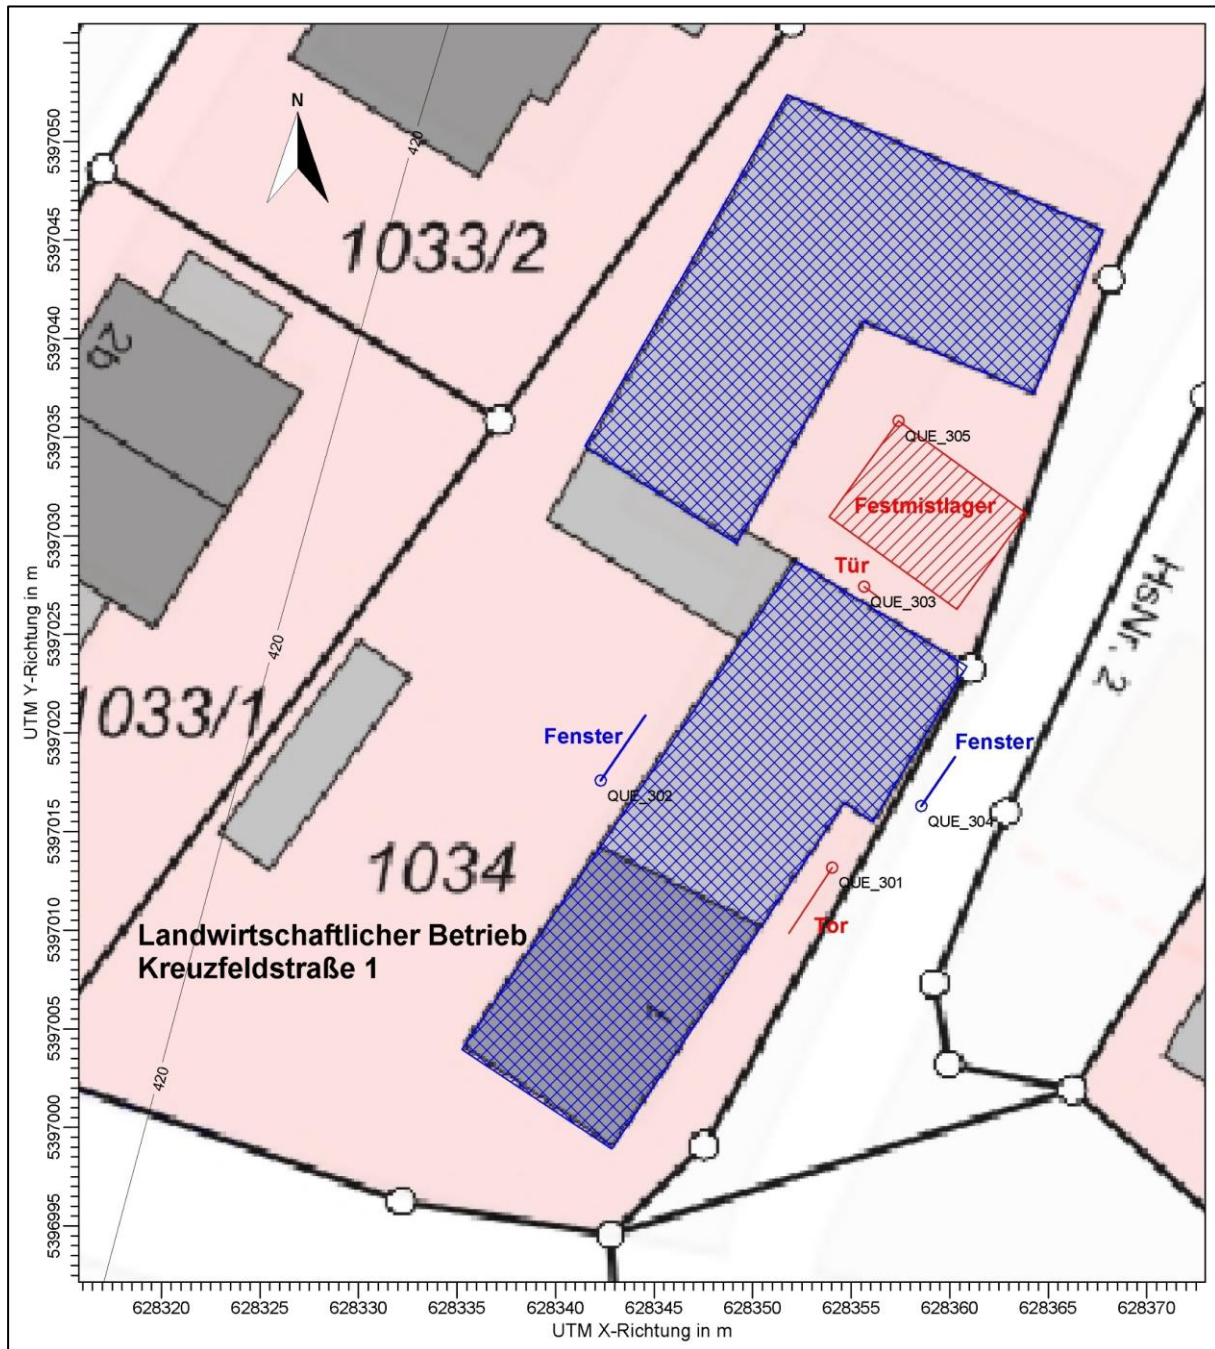 N
420
1033/2
2b
QUE_305
Festmistlager
Tür
QUE_303
HsNr. 2
420
1033/1
Fenster
QUE_302
Fenster
QUE_304
1034
QUE_301
Tor
Landwirtschaftlicher Betrieb
Kreuzfeldstraße 1
1
420
UTM Y-Richtung in m
5397050
5397045
5397040
5397035
5397030
5397025
5397020
5397015
5397010
5397005
5397000
5396995
628320 628325 628330 628335 628340 628345 628350 628355 628360 628365 628370
UTM X-Richtung in m